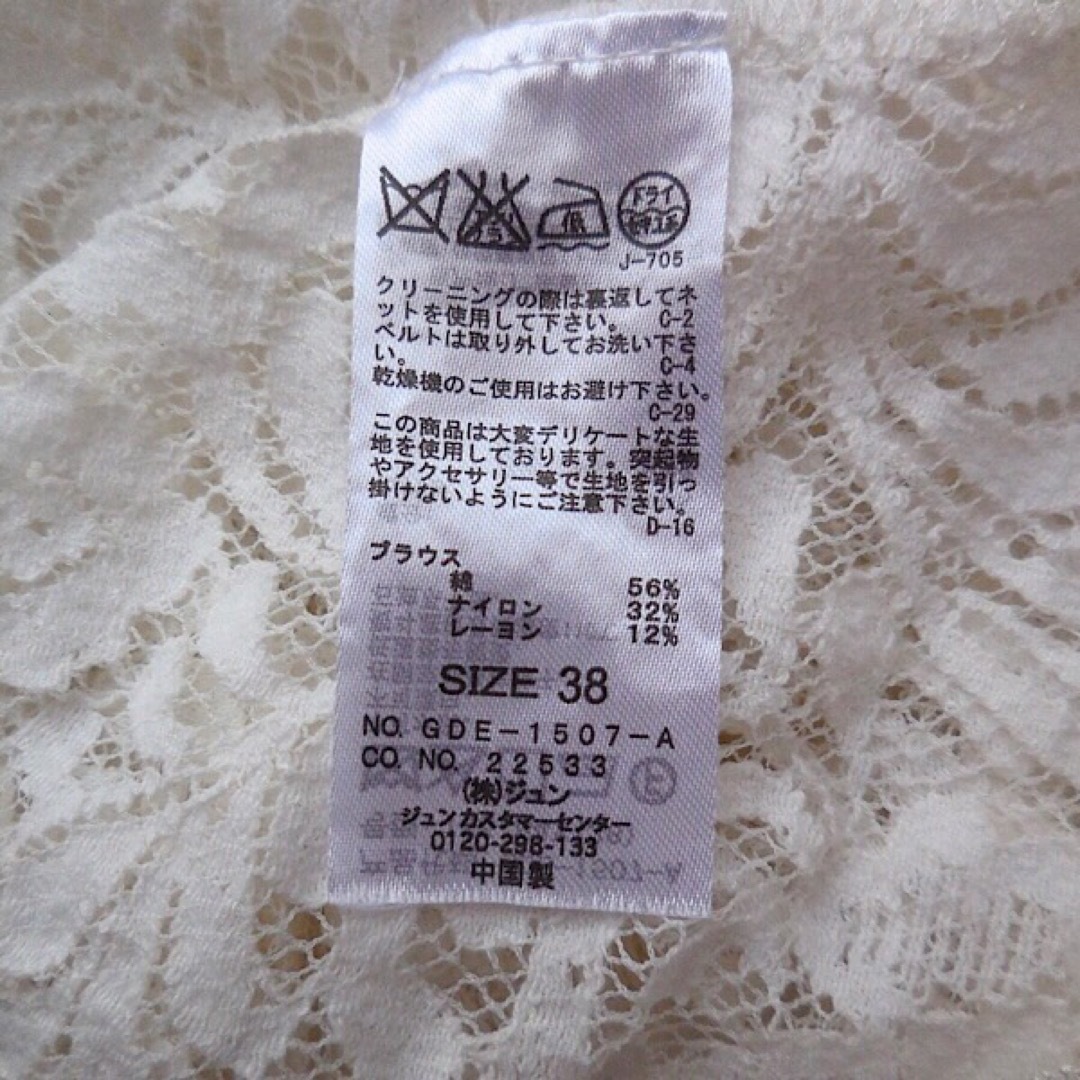 低
ドライ
J-705
クリーニングの際は裏返してネ
ットを使用して下さい。 C-2
ベルトは取り外してお洗い下さ
い。 C-4
乾燥機のご使用はお避け下さい。
C-29
この商品は大変デリケートな生
地を使用しております。突起物
やアクセサリー等で生地を引っ
掛けないようにご注意下さい。
D-16
ブラウス
綿 56%
ナイロン 32%
レーヨン 12%
SIZE 38
NO. GDE-1507-A
CO. NO. 22533
(株)ジュン
ジュンカスタマーセンター
0120-298-133
中国製